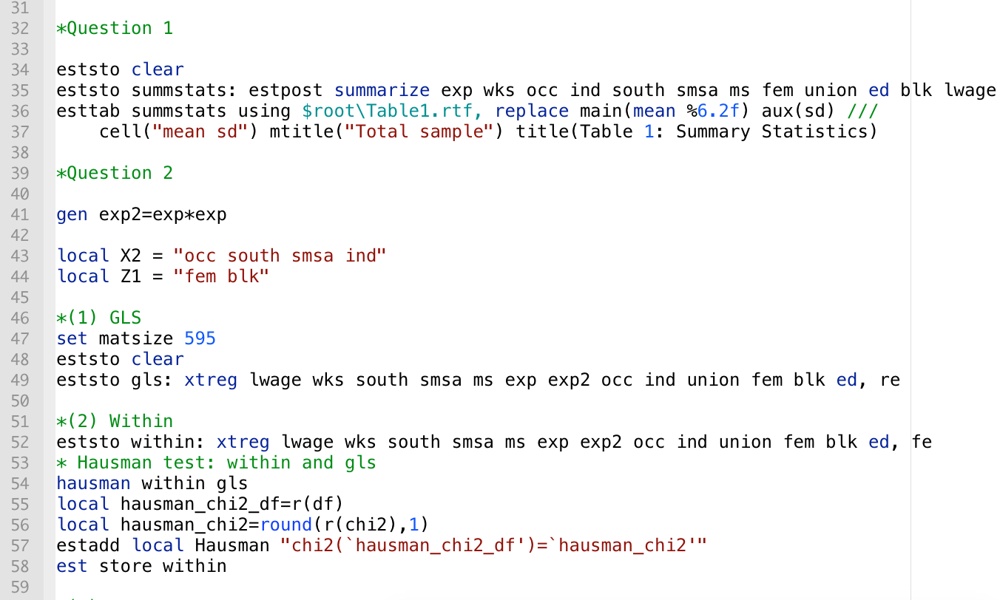 31
32 *Question 1
33
34 eststo clear
35 eststo summstats: estpost summarize exp wks occ ind south smsa ms fem union ed blk lwage
36 esttab summstats using $root\Table1.rtf, replace main(mean %6.2f) aux(sd) ///
37     cell("mean sd") mtitle("Total sample") title(Table 1: Summary Statistics)
38
39 *Question 2
40
41 gen exp2=exp*exp
42
43 local X2 = "occ south smsa ind"
44 local Z1 = "fem blk"
45
46 *(1) GLS
47 set matsize 595
48 eststo clear
49 eststo gls: xtreg lwage wks south smsa ms exp exp2 occ ind union fem blk ed, re
50
51 *(2) Within
52 eststo within: xtreg lwage wks south smsa ms exp exp2 occ ind union fem blk ed, fe
53 * Hausman test: within and gls
54 hausman within gls
55 local hausman_chi2_df=r(df)
56 local hausman_chi2=round(r(chi2),1)
57 estadd local Hausman "chi2(`hausman_chi2_df')=`hausman_chi2'"
58 est store within
59